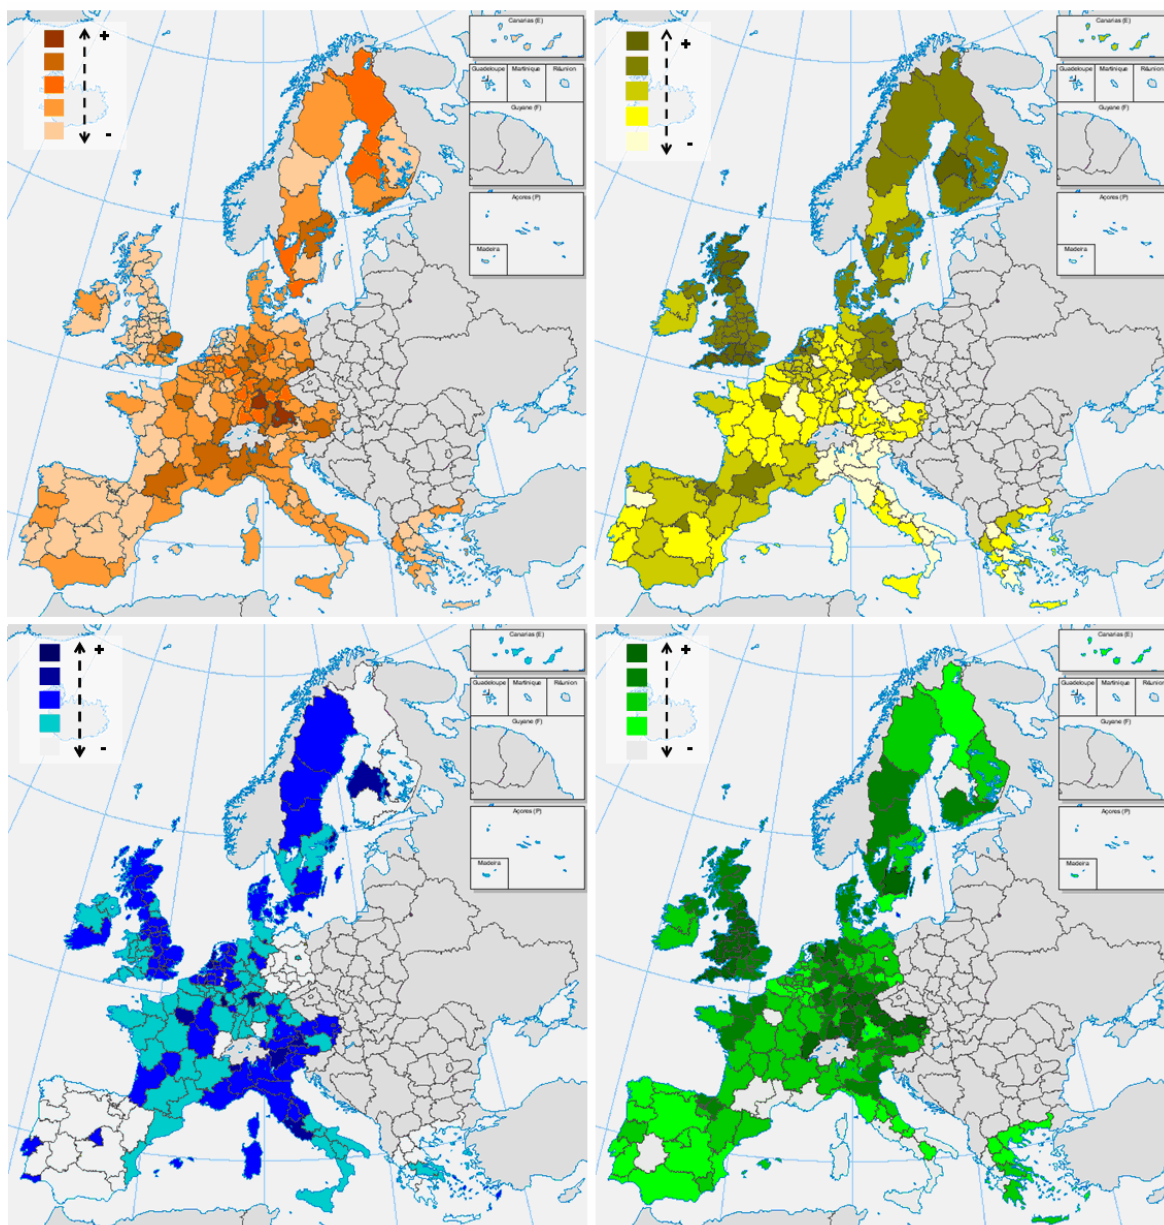 +
-
Canarias (E)
Guadeloupe
Martinique
Réunion
Guyane (F)
Açores (P)
Madeira
+
-
Canarias (E)
Guadeloupe
Martinique
Réunion
Guyane (F)
Açores (P)
Madeira
+
-
Canarias (E)
Guadeloupe
Martinique
Réunion
Guyane (F)
Açores (P)
Madeira
+
-
Canarias (E)
Guadeloupe
Martinique
Réunion
Guyane (F)
Açores (P)
Madeira